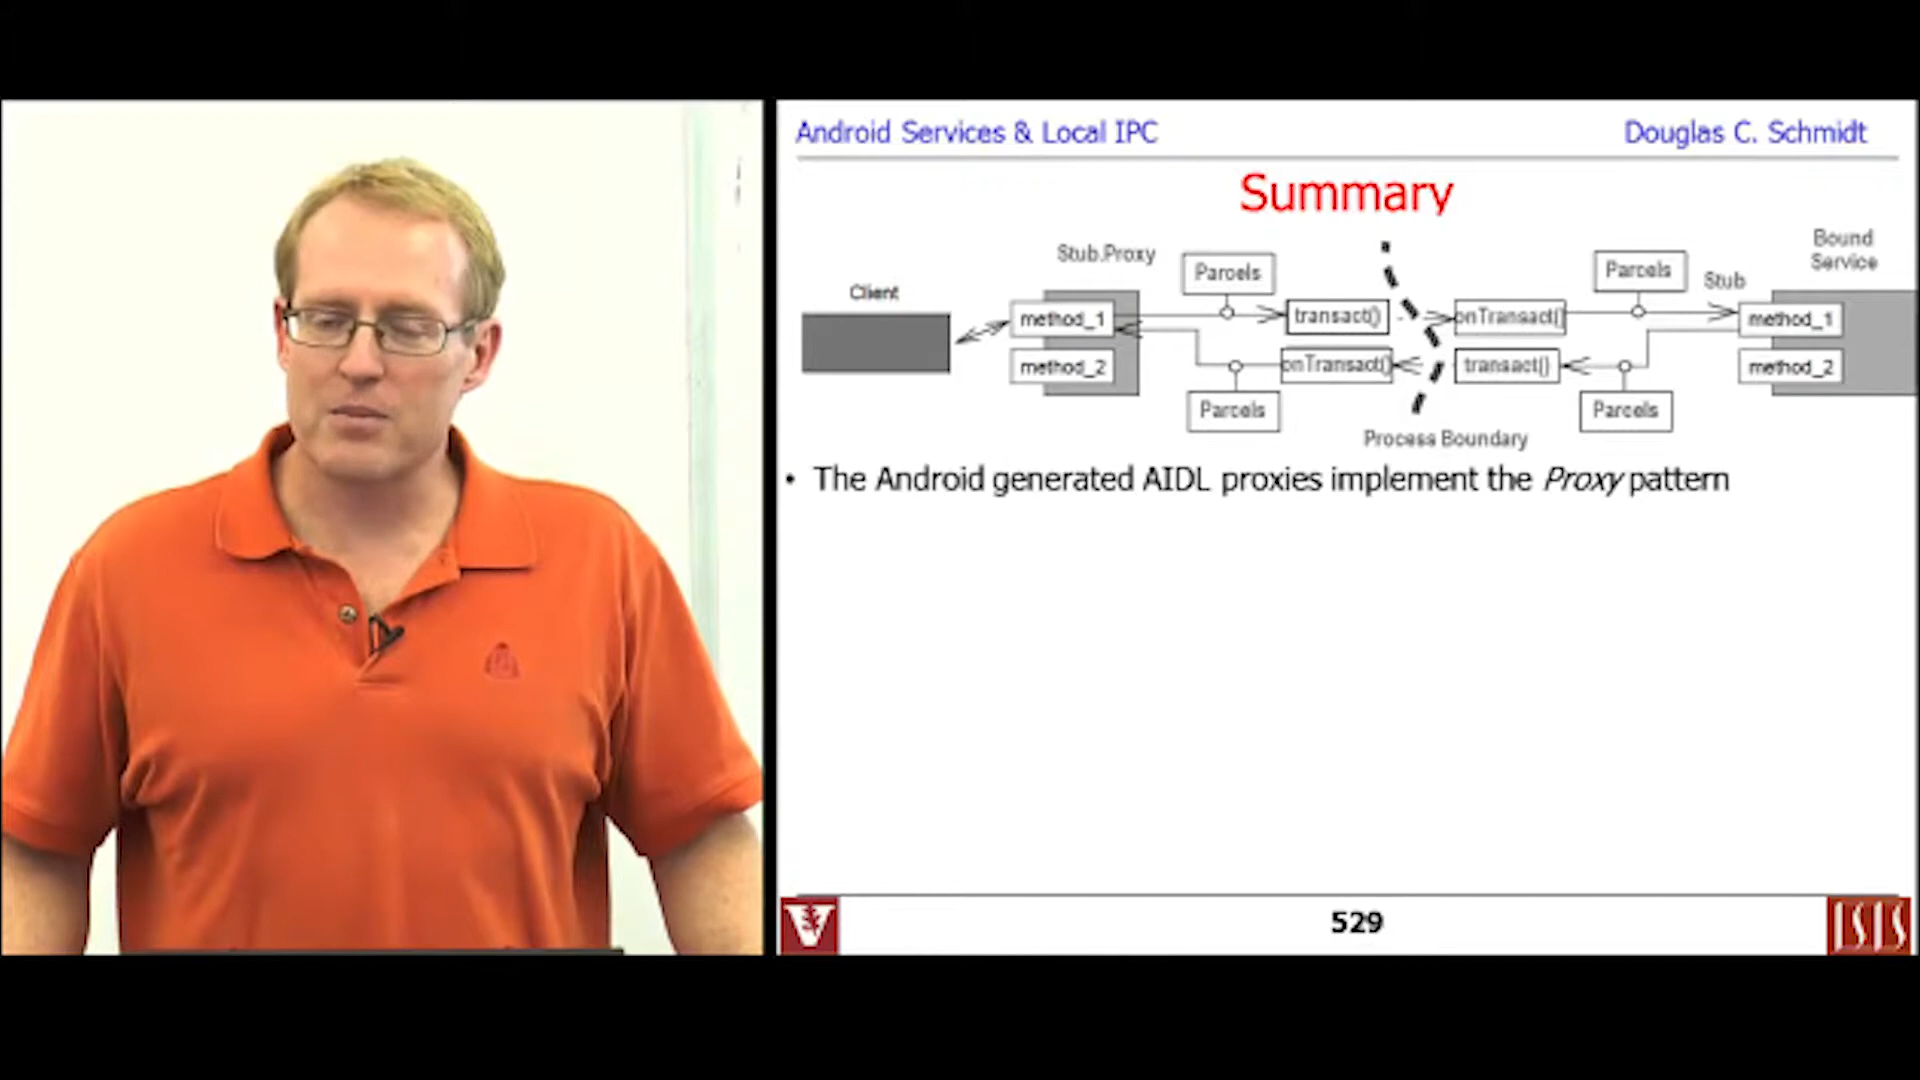 Android Services & Local IPC
Douglas C. Schmidt
Summary
Client
Stub.Proxy
method_1
method_2
Parcels
transact()
onTransact()
Parcels
Process Boundary
onTransact()
transact()
Parcels
Parcels
Stub
Bound
Service
method_1
method_2
• The Android generated AIDL proxies implement the Proxy pattern
V
529
ISIS